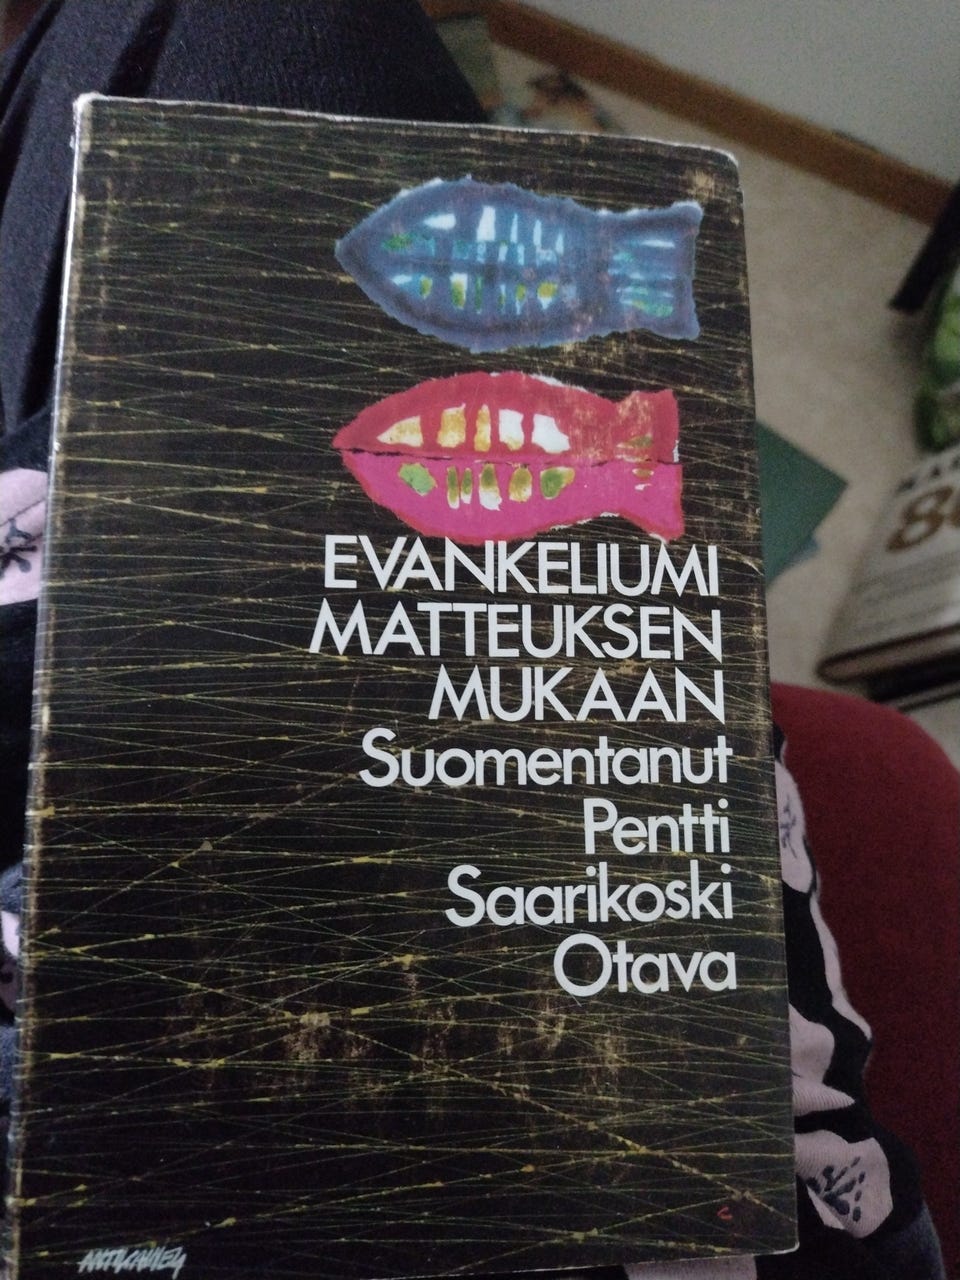 EVANKELIUMI
MATTEUKSEN
MUKAAN
Suomentanut
Pentti
Saarikoski
Otava